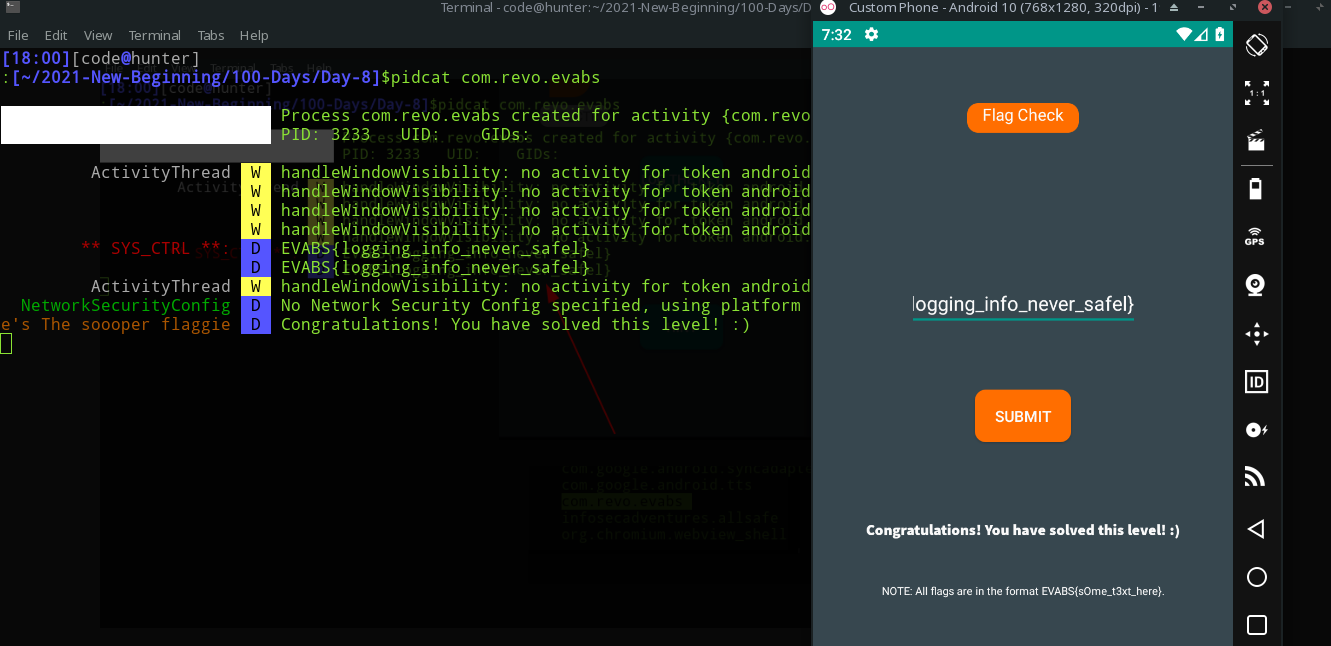 Terminal - code@hunter:~/2021-New-Beginning/100-Days/D
File Edit View Terminal Tabs Help
[18:00][code@hunter]
:[~/2021-New-Beginning/100-Days/Day-8]$pidcat com.revo.evabs
Process com.revo.evabs created for activity {com.revo
PID: 3233 UID: GIDs:
ActivityThread W handleWindowVisibility: no activity for token android
W handleWindowVisibility: no activity for token android
W handleWindowVisibility: no activity for token android
W handleWindowVisibility: no activity for token android
** SYS_CTRL **: D EVABS{logging_info_never_safel}
D EVABS{logging_info_never_safel}
ActivityThread W handleWindowVisibility: no activity for token android
NetworkSecurityConfig D No Network Security Config specified, using platform
e's The soooper flaggie D Congratulations! You have solved this level! :)
com.google.android.syncadapt
com.google.android.tts
com.revo.evabs
infosecadventures.allsafe
org.chromium.webview_shell
Custom Phone - Android 10 (768x1280, 320dpi) - 1
7:32
Flag Check
logging_info_never_safel}
SUBMIT
Congratulations! You have solved this level! :)
NOTE: All flags are in the format EVABS{s0me_t3xt_here}.
1:1
GPS
ID